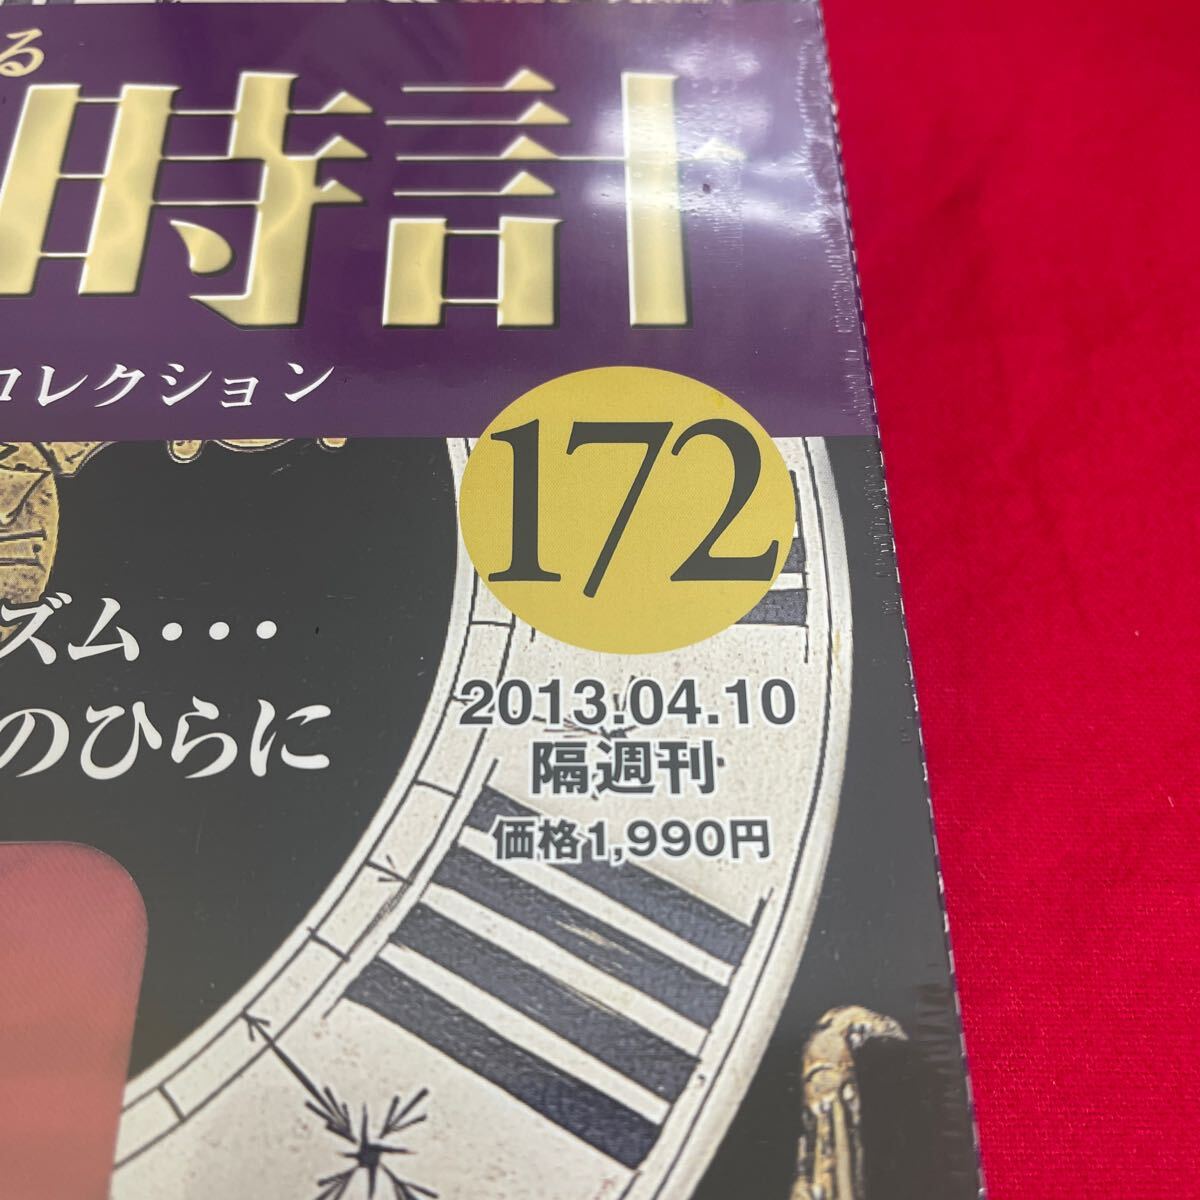 る
時計
コレクション
172
ズム･･･
のひらに
2013.04.10
隔週刊
価格1,990円